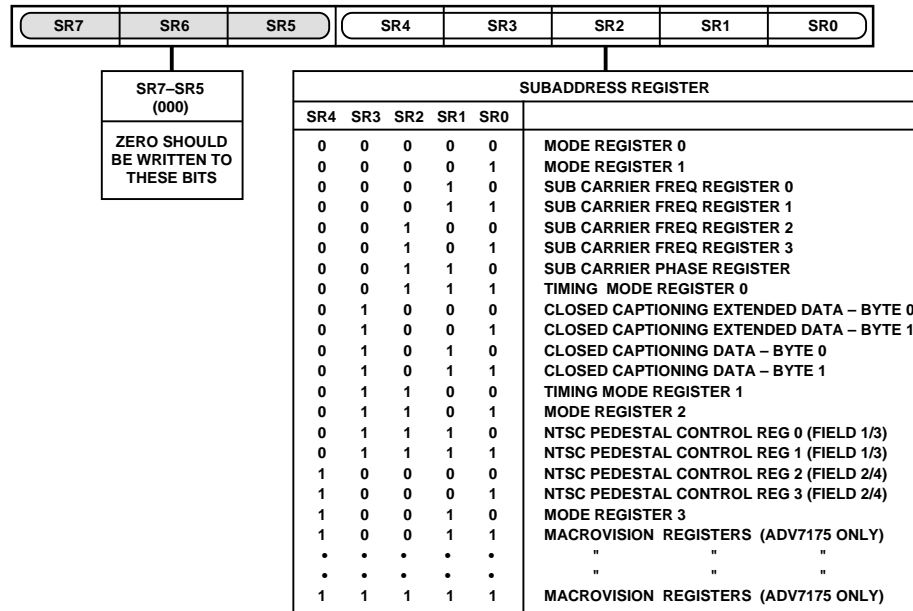 SR7 SR6 SR5 SR4 SR3 SR2 SR1 SR0
SR7–SR5
(000)
ZERO SHOULD
BE WRITTEN TO
THESE BITS
SUBADDRESS REGISTER
SR4 SR3 SR2 SR1 SR0
0 0 0 0 0 MODE REGISTER 0
0 0 0 0 1 MODE REGISTER 1
0 0 0 1 0 SUB CARRIER FREQ REGISTER 0
0 0 0 1 1 SUB CARRIER FREQ REGISTER 1
0 0 1 0 0 SUB CARRIER FREQ REGISTER 2
0 0 1 0 1 SUB CARRIER FREQ REGISTER 3
0 0 1 1 0 SUB CARRIER PHASE REGISTER
0 0 1 1 1 TIMING MODE REGISTER 0
0 1 0 0 0 CLOSED CAPTIONING EXTENDED DATA – BYTE 0
0 1 0 0 1 CLOSED CAPTIONING EXTENDED DATA – BYTE 1
0 1 0 1 0 CLOSED CAPTIONING DATA – BYTE 0
0 1 0 1 1 CLOSED CAPTIONING DATA – BYTE 1
0 1 1 0 0 TIMING MODE REGISTER 1
0 1 1 0 1 MODE REGISTER 2
0 1 1 1 0 NTSC PEDESTAL CONTROL REG 0 (FIELD 1/3)
0 1 1 1 1 NTSC PEDESTAL CONTROL REG 1 (FIELD 1/3)
1 0 0 0 0 NTSC PEDESTAL CONTROL REG 2 (FIELD 2/4)
1 0 0 0 1 NTSC PEDESTAL CONTROL REG 3 (FIELD 2/4)
1 0 0 1 0 MODE REGISTER 3
1 0 0 1 1 MACROVISION REGISTERS (ADV7175 ONLY)
• • • • • " " "
• • • • • " " "
1 1 1 1 1 MACROVISION REGISTERS (ADV7175 ONLY)